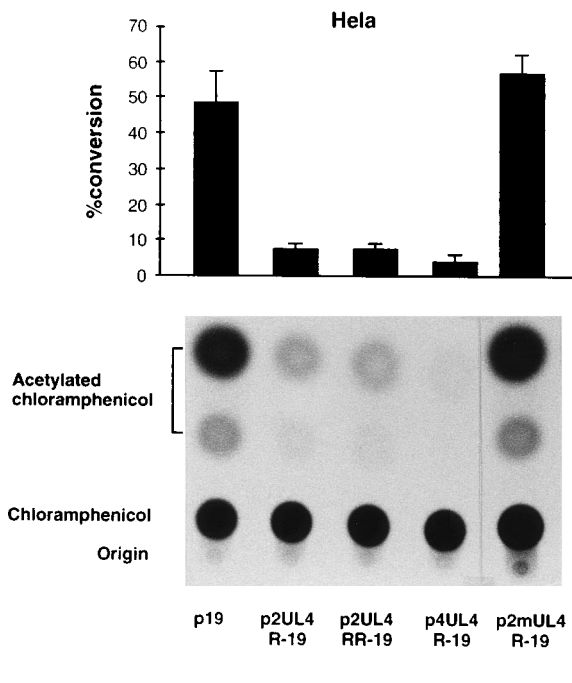 Hela
70
60
50
40
30
20
10
0
%conversion
Acetylated
chloramphenicol
Chloramphenicol
Origin
p19 p2UL4 p2UL4 p4UL4 p2mUL4
R-19 RR-19 R-19 R-19